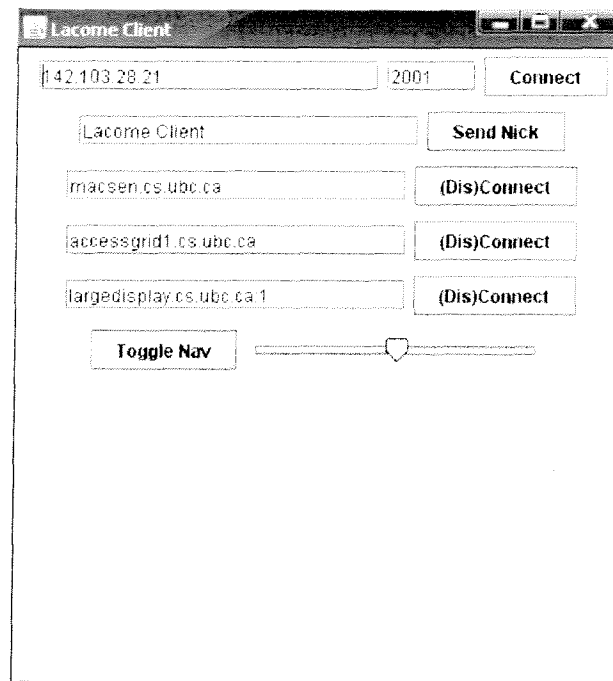 Lacome Client
142.103.28.21 2001 Connect
Lacome Client Send Nick
macsen.cs.ubc.ca (Dis)Connect
accessgrid1.cs.ubc.ca (Dis)Connect
largedisplay.cs.ubc.ca:1 (Dis)Connect
Toggle Nav